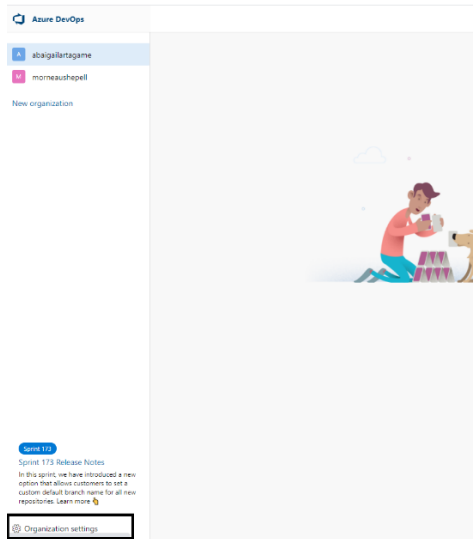 Azure DevOps
A abaigailartagame
M morneaushepell
New organization
Sprint 173
Sprint 173 Release Notes
In this sprint, we have introduced a new
option that allows customers to set a
custom default branch name for all new
repositories. Learn more
Organization settings